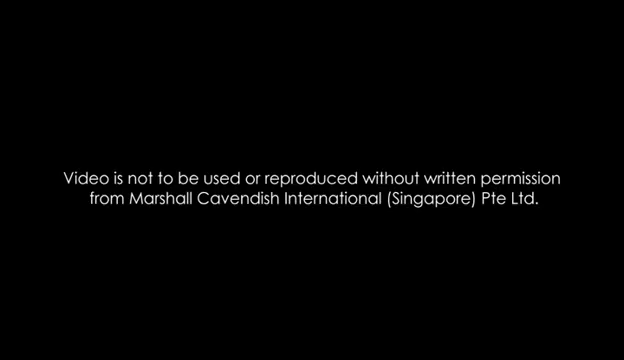 Video is not to be used or reproduced without written permission
from Marshall Cavendish International (Singapore) Pte Ltd.